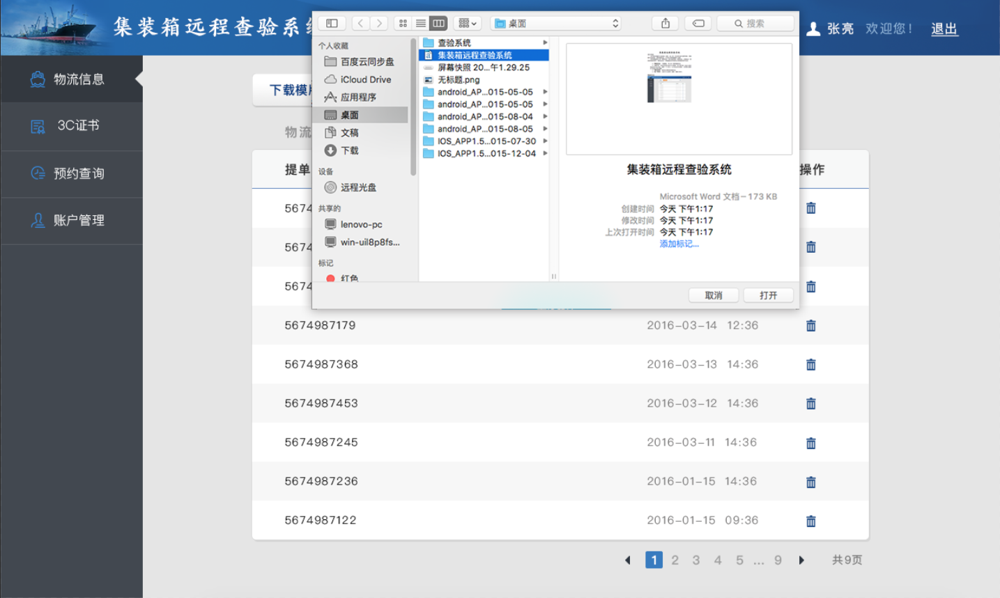 集装箱远程查验系
张亮 欢迎您! 退出
物流信息
3C证书
预约查询
账户管理
下载模
物流
提单
操作
桌面
搜索
个人收藏
百度云同步盘
iCloud Drive
应用程序
桌面
文稿
下载
设备
远程光盘
共享的
lenovo-pc
win-uil8p8fs...
标记
红色
查验系统
集装箱远程查验系统
屏幕快照 20...午1.29.25
无标题.png
android_AP...015-05-05
android_AP...015-05-05
android_AP...015-08-04
android_AP...015-08-05
IOS_APP1.5...015-07-30
IOS_APP1.5...015-12-04
集装箱远程查验系统
Microsoft Word 文档 – 173 KB
创建时间 今天 下午1:17
修改时间 今天 下午1:17
上次打开时间 今天 下午1:17
添加标记...
取消 打开
5674
5674
5674
5674987179 2016-03-14 12:36
5674987368 2016-03-13 14:36
5674987453 2016-03-12 14:36
5674987245 2016-03-11 14:36
5674987236 2016-01-15 14:36
5674987122 2016-01-15 09:36
1 2 3 4 5 ... 9 共9页